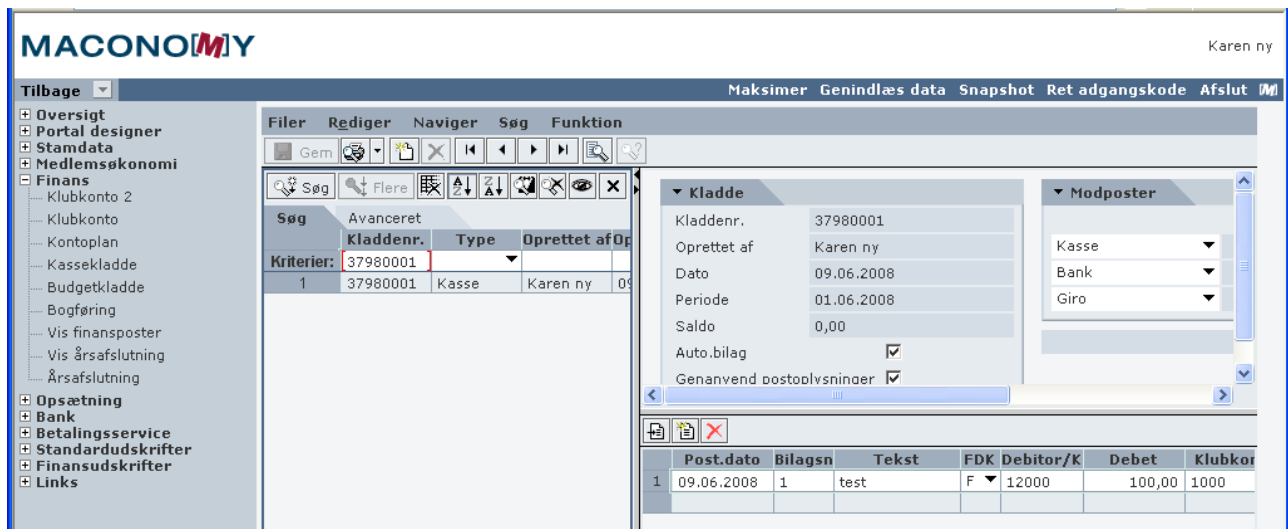 MACONO[M]Y
Karen ny
Tilbage
Maksimer Genindlæs data Snapshot Ret adgangskode Afslut [M]
Oversigt
Portal designer
Stamdata
Medlemsøkonomi
Finans
Klubkonto 2
Klubkonto
Kontoplan
Kassekladde
Budgetkladde
Bogføring
Vis finansposter
Vis årsafslutning
Årsafslutning
Opsætning
Bank
Betalingsservice
Standardudskrifter
Finansudskrifter
Links
Filer Rediger Naviger Søg Funktion
Gem
Søg Flere
Søg Avanceret
Kladdenr. Type Oprettet af Op
Kriterier: 37980001
1 37980001 Kasse Karen ny 09
Kladde
Kladdenr. 37980001
Oprettet af Karen ny
Dato 09.06.2008
Periode 01.06.2008
Saldo 0,00
Auto.bilag
Genanvend postoplysninger
Modposter
Kasse
Bank
Giro
Post.dato Bilagsn Tekst FDK Debitor/K Debet Klubkor
1 09.06.2008 1 test F 12000 100,00 1000